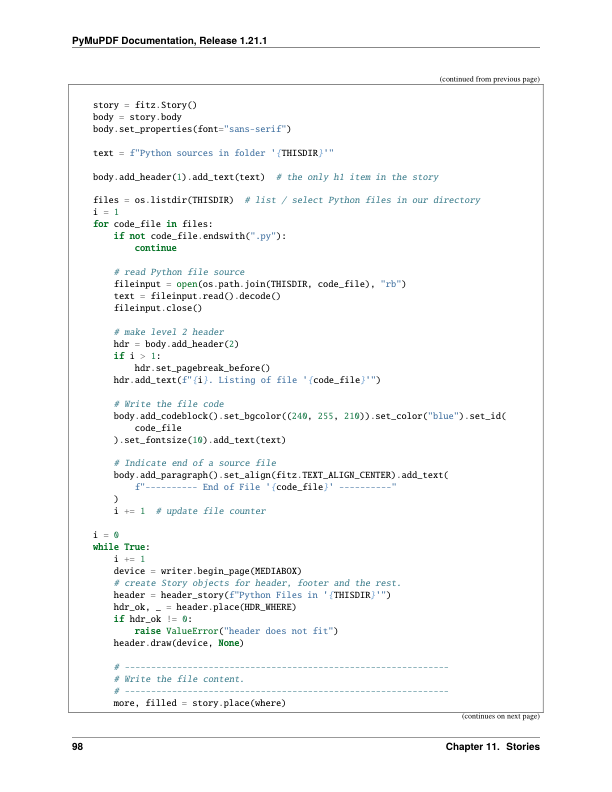 PyMuPDF Documentation, Release 1.21.1
(continued from previous page)
story = fitz.Story()
body = story.body
body.set_properties(font="sans-serif")
text = f"Python sources in folder '{THISDIR}'"
body.add_header(1).add_text(text)  # the only h1 item in the story
files = os.listdir(THISDIR)  # list / select Python files in our directory
i = 1
for code_file in files:
    if not code_file.endswith(".py"):
        continue
    # read Python file source
    fileinput = open(os.path.join(THISDIR, code_file), "rb")
    text = fileinput.read().decode()
    fileinput.close()
    # make level 2 header
    hdr = body.add_header(2)
    if i > 1:
        hdr.set_pagebreak_before()
    hdr.add_text(f"{i}. Listing of file '{code_file}'")
    # Write the file code
    body.add_codeblock().set_bgcolor((240, 255, 210)).set_color("blue").set_id(
        code_file
    ).set_fontsize(10).add_text(text)
    # Indicate end of a source file
    body.add_paragraph().set_align(fitz.TEXT_ALIGN_CENTER).add_text(
        f"---------- End of File '{code_file}' ----------"
    )
    i += 1  # update file counter
i = 0
while True:
    i += 1
    device = writer.begin_page(MEDIABOX)
    # create Story objects for header, footer and the rest.
    header = header_story(f"Python Files in '{THISDIR}'")
    hdr_ok, _ = header.place(HDR_WHERE)
    if hdr_ok != 0:
        raise ValueError("header does not fit")
    header.draw(device, None)
    # --------------------------------------------------------------
    # Write the file content.
    # --------------------------------------------------------------
    more, filled = story.place(where)
(continues on next page)
98
Chapter 11. Stories